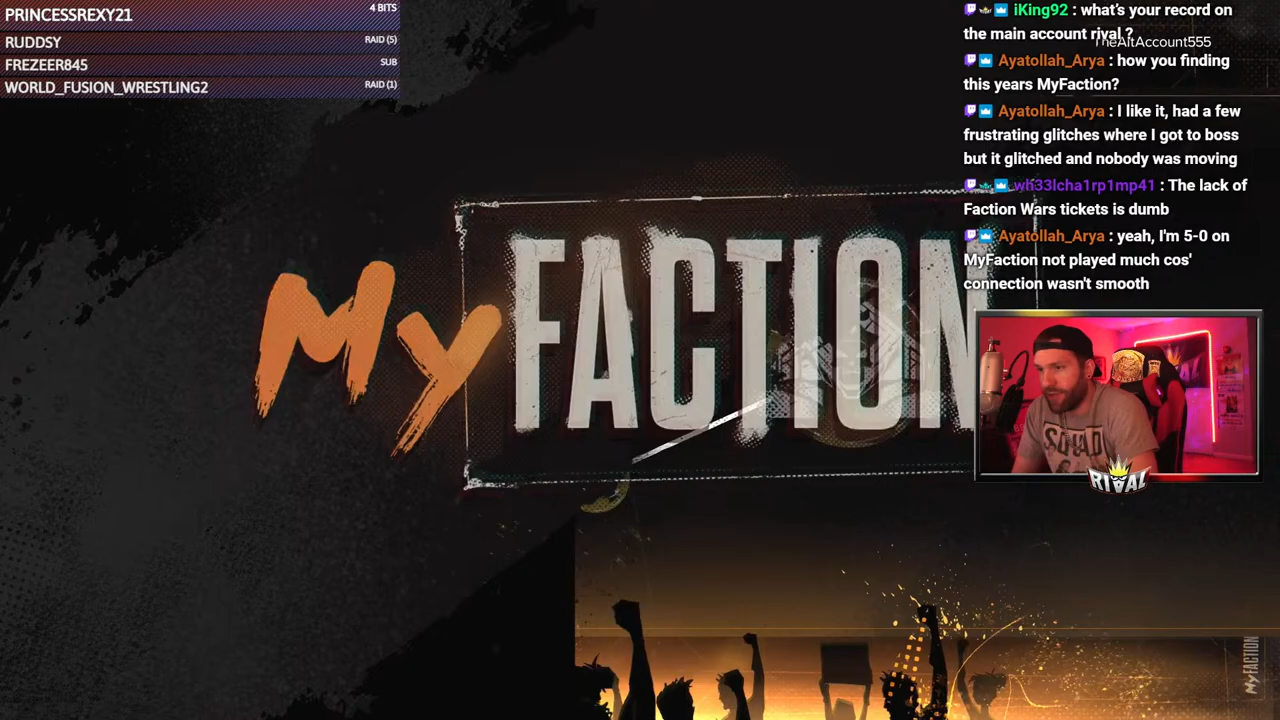 PRINCESSREXY21 4 BITS
RUDDSY RAID (5)
FREZEER845 SUB
WORLD_FUSION_WRESTLING2 RAID (1)
iKing92 : what's your record on
the main account rival ?
TheAltAccount555
Ayatollah_Arya : how you finding
this years MyFaction?
Ayatollah_Arya : I like it, had a few
frustrating glitches where I got to boss
but it glitched and nobody was moving
wh33lcha1rp1mp41 : The lack of
Faction Wars tickets is dumb
Ayatollah_Arya : yeah, I'm 5-0 on
MyFaction not played much cos'
connection wasn't smooth
MyFACTION
SQUAD
RIVAL
MyFACTION